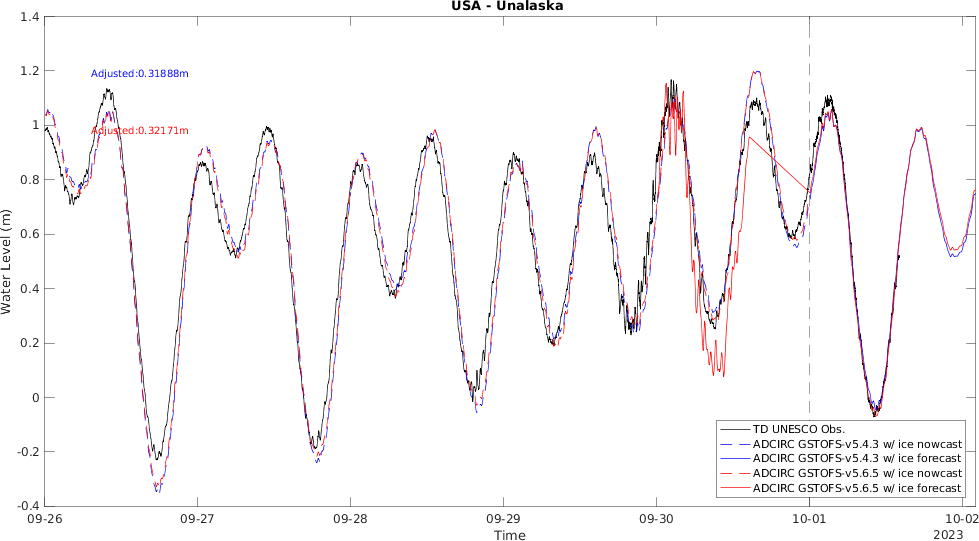 USA - Unalaska
1.4
1.2
1
0.8
0.6
0.4
0.2
0
-0.2
-0.4
Water Level (m)
Adjusted:0.31888m
Adjusted:0.32171m
TD UNESCO Obs.
ADCIRC GSTOFS-v5.4.3 w/ ice nowcast
ADCIRC GSTOFS-v5.4.3 w/ ice forecast
ADCIRC GSTOFS-v5.6.5 w/ ice nowcast
ADCIRC GSTOFS-v5.6.5 w/ ice forecast
09-26 09-27 09-28 09-29 09-30 10-01 10-02
Time
2023